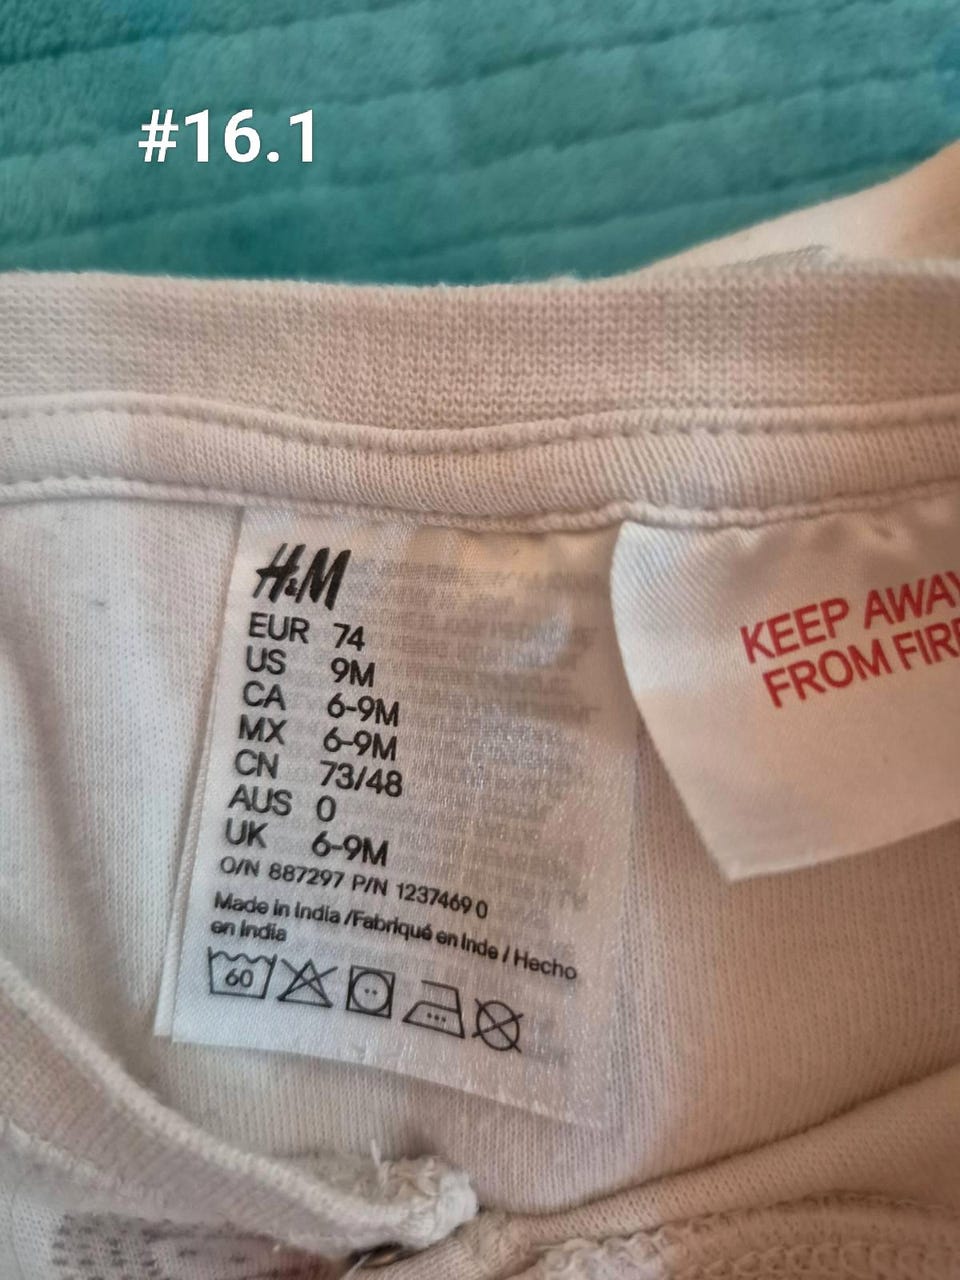 #16.1
H&M
EUR 74
US 9M
CA 6-9M
MX 6-9M
CN 73/48
AUS 0
UK 6-9M
O/N 887297 P/N 1237469 0
Made in India /Fabriqué en Inde / Hecho
en India
60
KEEP AWAY
FROM FIRE